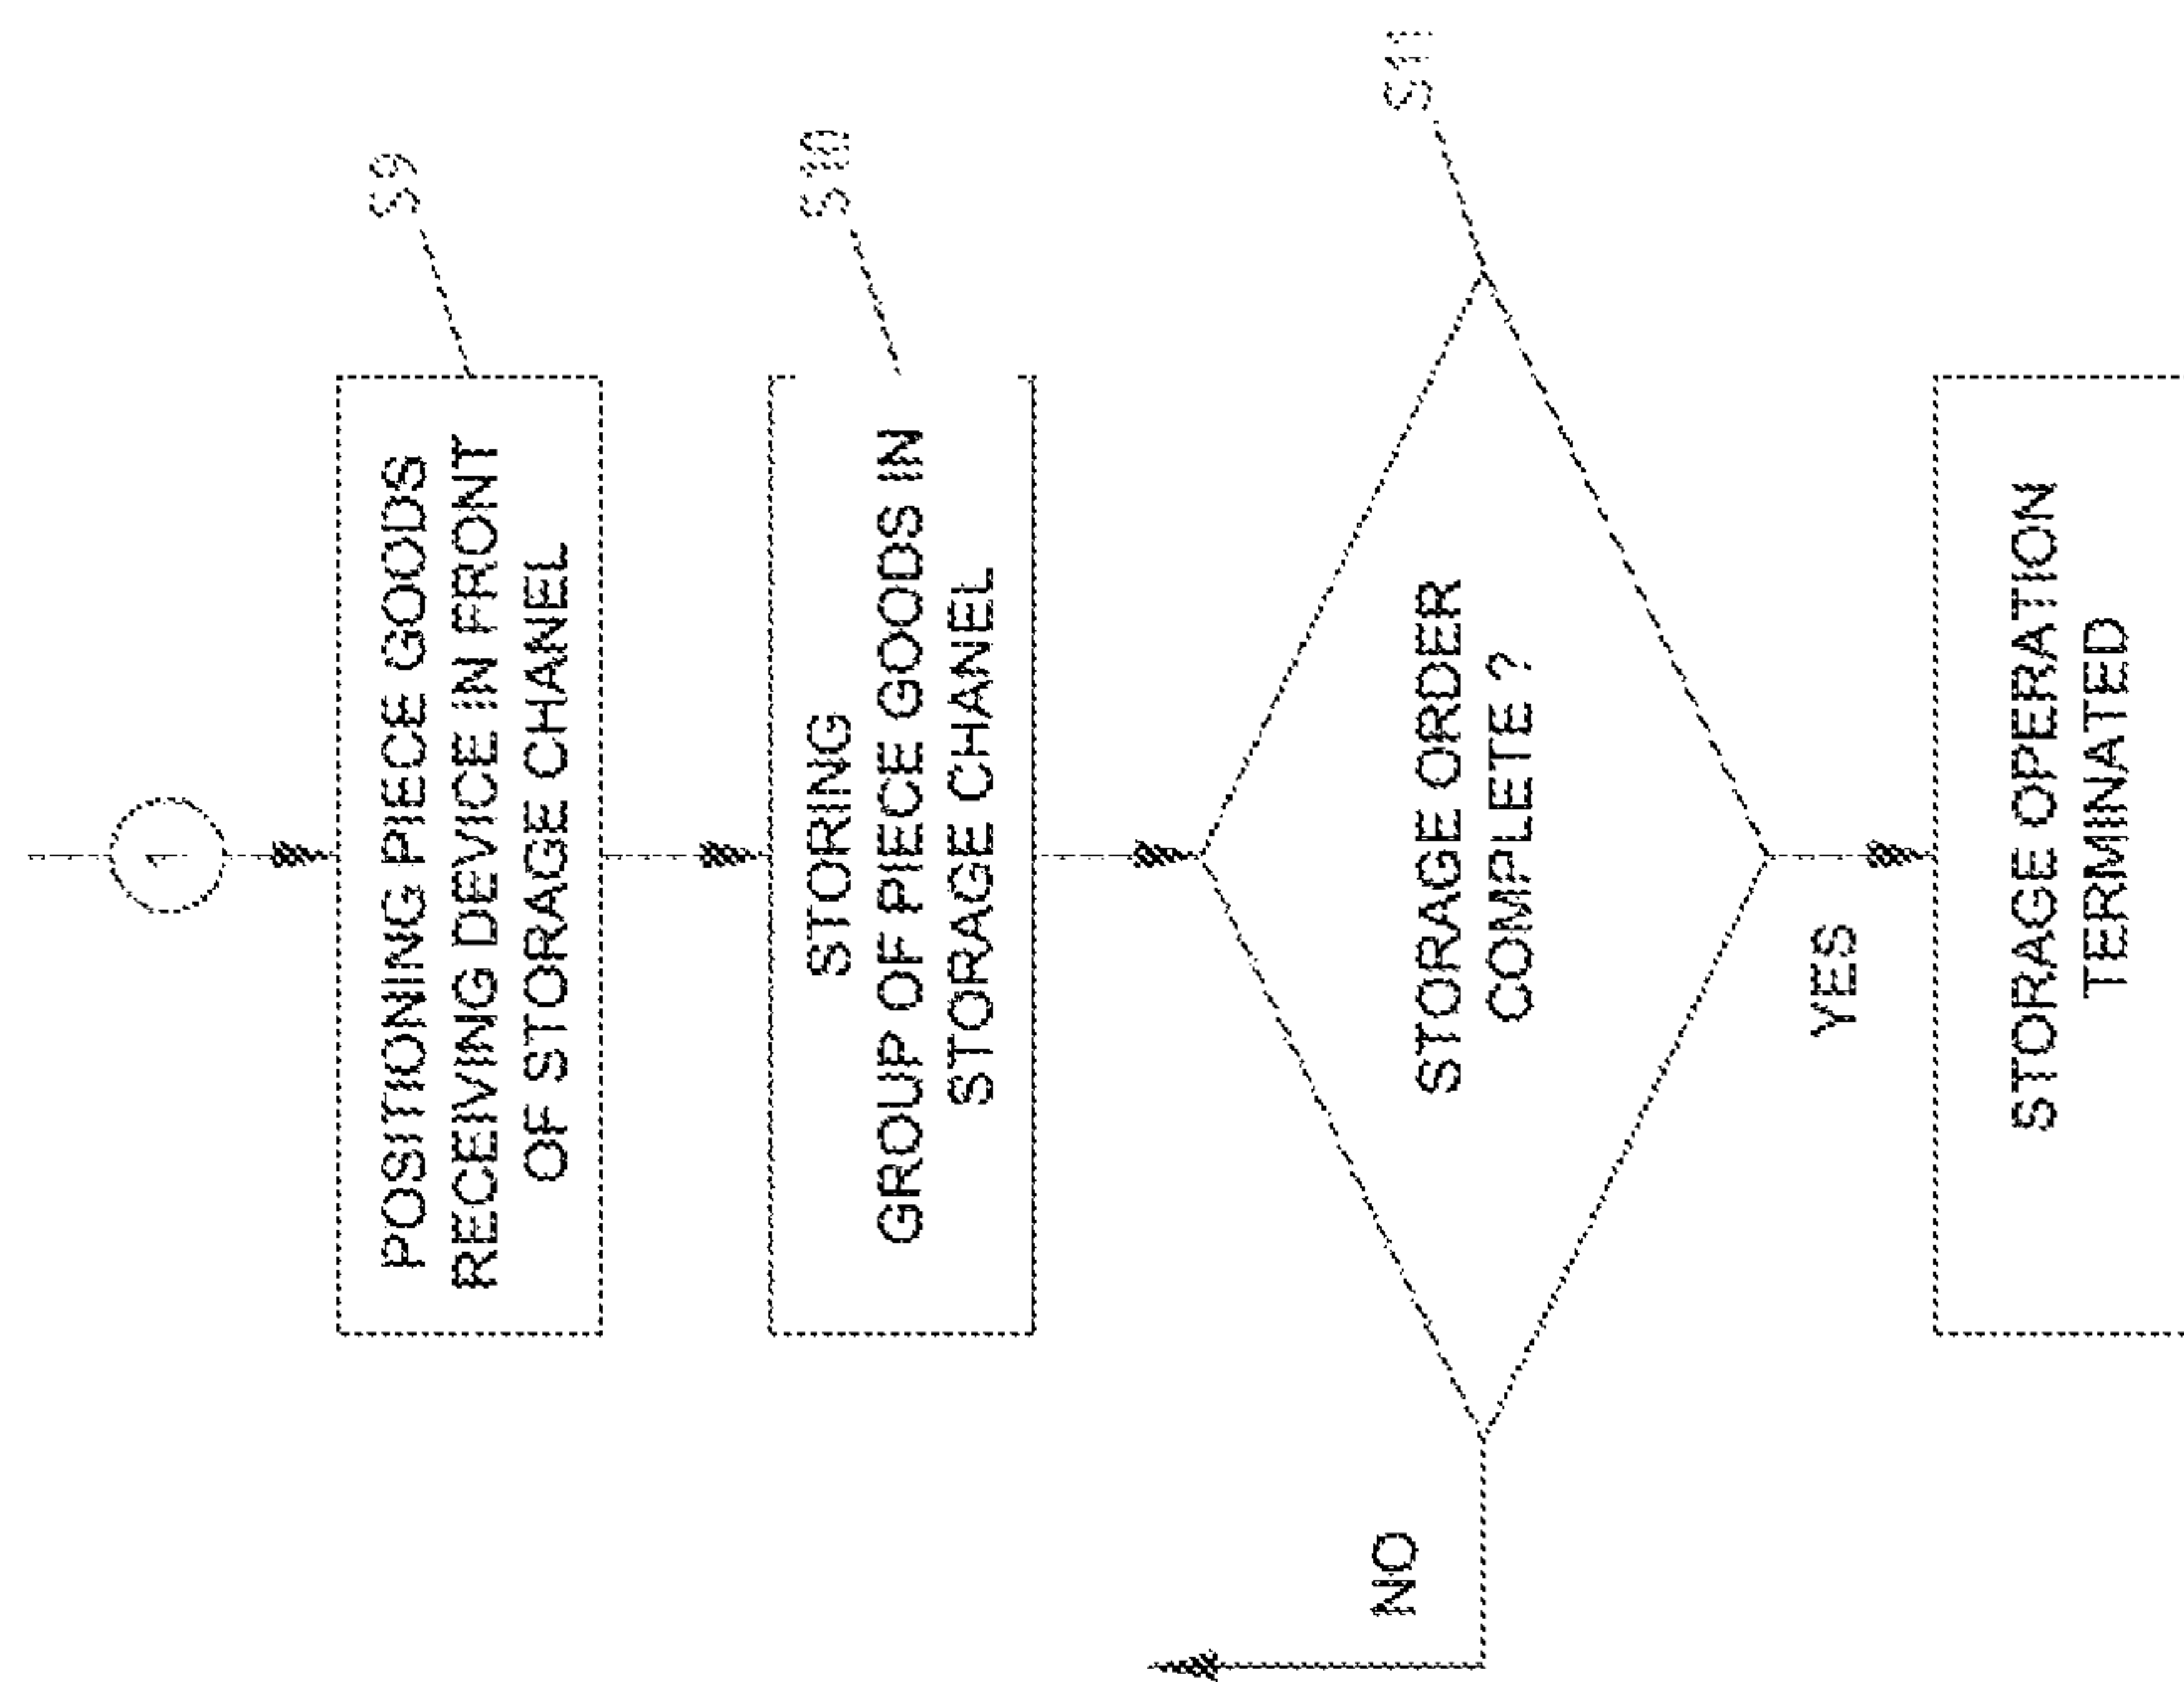 1
S9
POSITIONING PIECE GOODS
RECEIVING DEVICE IN FRONT
OF STORAGE CHANEL
S10
STORING
GROUP OF PIECE GOODS IN
STORAGE CHANEL
S11
STORAGE ORDER
COMPLETE ?
NO
YES
STORAGE OPERATION
TERMINATED